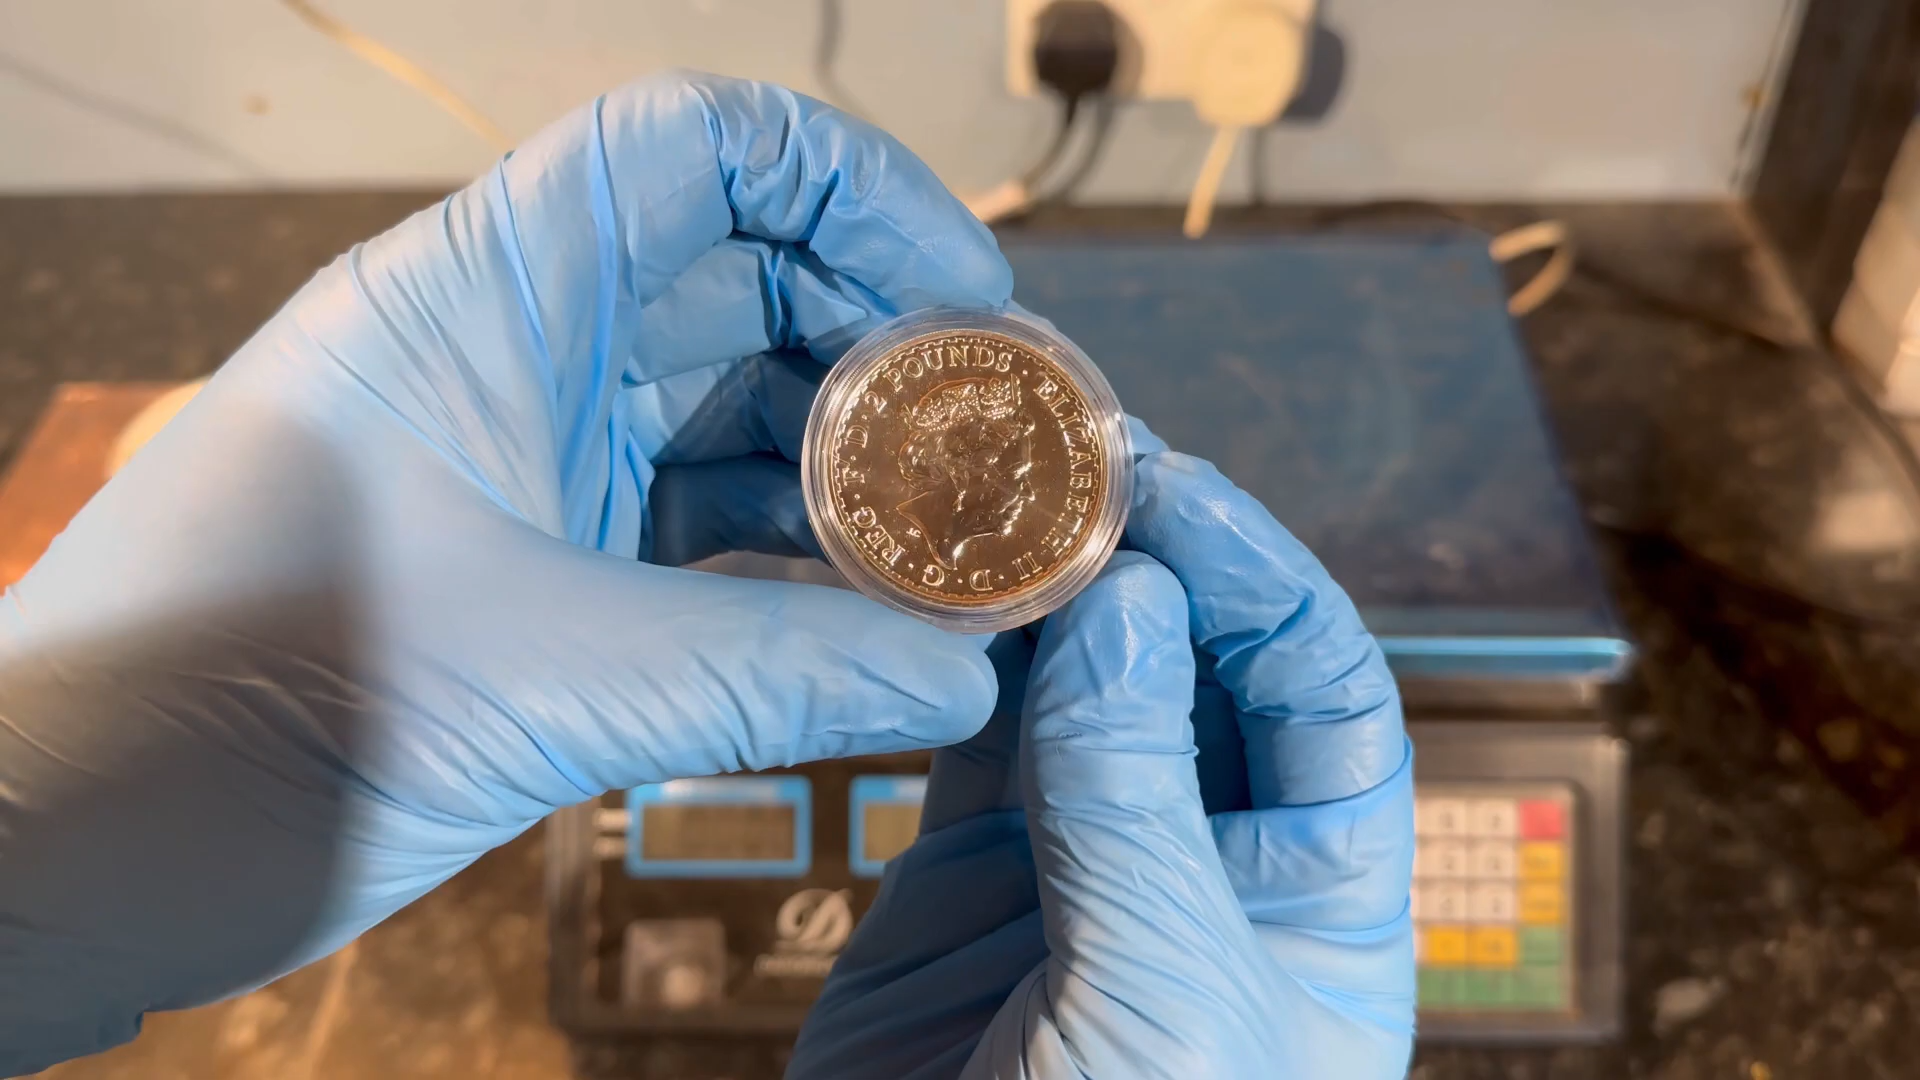 ELIZABETH II · D · G · REG · F · D · 2 POUNDS ·